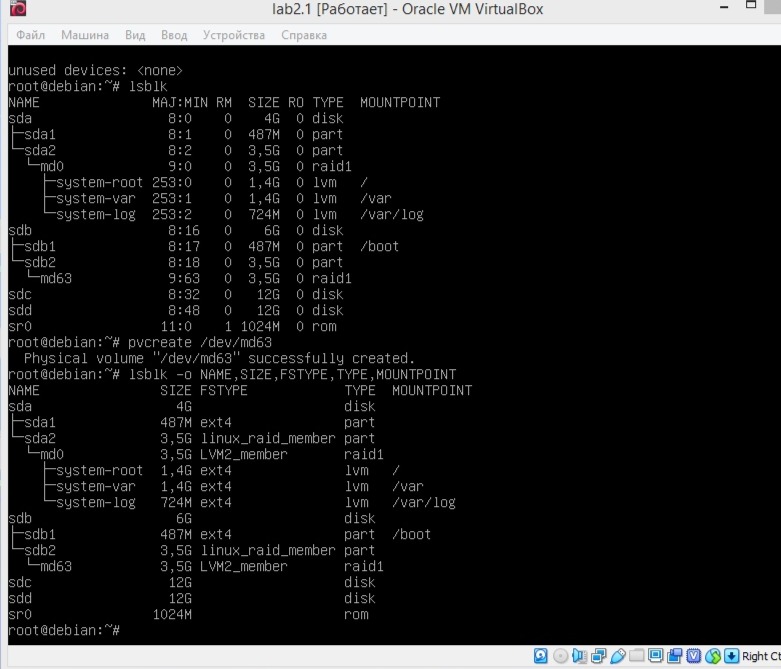 lab2.1 [Работает] - Oracle VM VirtualBox
Файл Машина Вид Ввод Устройства Справка
unused devices: <none>
root@debian:~# lsblk
NAME MAJ:MIN RM SIZE RO TYPE MOUNTPOINT
sda 8:0 0 4G 0 disk
├─sda1 8:1 0 487M 0 part
└─sda2 8:2 0 3,5G 0 part
  └─md0 9:0 0 3,5G 0 raid1
    ├─system-root 253:0 0 1,4G 0 lvm /
    ├─system-var 253:1 0 1,4G 0 lvm /var
    └─system-log 253:2 0 724M 0 lvm /var/log
sdb 8:16 0 6G 0 disk
├─sdb1 8:17 0 487M 0 part /boot
└─sdb2 8:18 0 3,5G 0 part
  └─md63 9:63 0 3,5G 0 raid1
sdc 8:32 0 12G 0 disk
sdd 8:48 0 12G 0 disk
sr0 11:0 1 1024M 0 rom
root@debian:~# pvcreate /dev/md63
  Physical volume "/dev/md63" successfully created.
root@debian:~# lsblk -o NAME,SIZE,FSTYPE,TYPE,MOUNTPOINT
NAME SIZE FSTYPE TYPE MOUNTPOINT
sda 4G disk
├─sda1 487M ext4 part
└─sda2 3,5G linux_raid_member part
  └─md0 3,5G LVM2_member raid1
    ├─system-root 1,4G ext4 lvm /
    ├─system-var 1,4G ext4 lvm /var
    └─system-log 724M ext4 lvm /var/log
sdb 6G disk
├─sdb1 487M ext4 part /boot
└─sdb2 3,5G linux_raid_member part
  └─md63 3,5G LVM2_member raid1
sdc 12G disk
sdd 12G disk
sr0 1024M rom
root@debian:~#
Right Ct